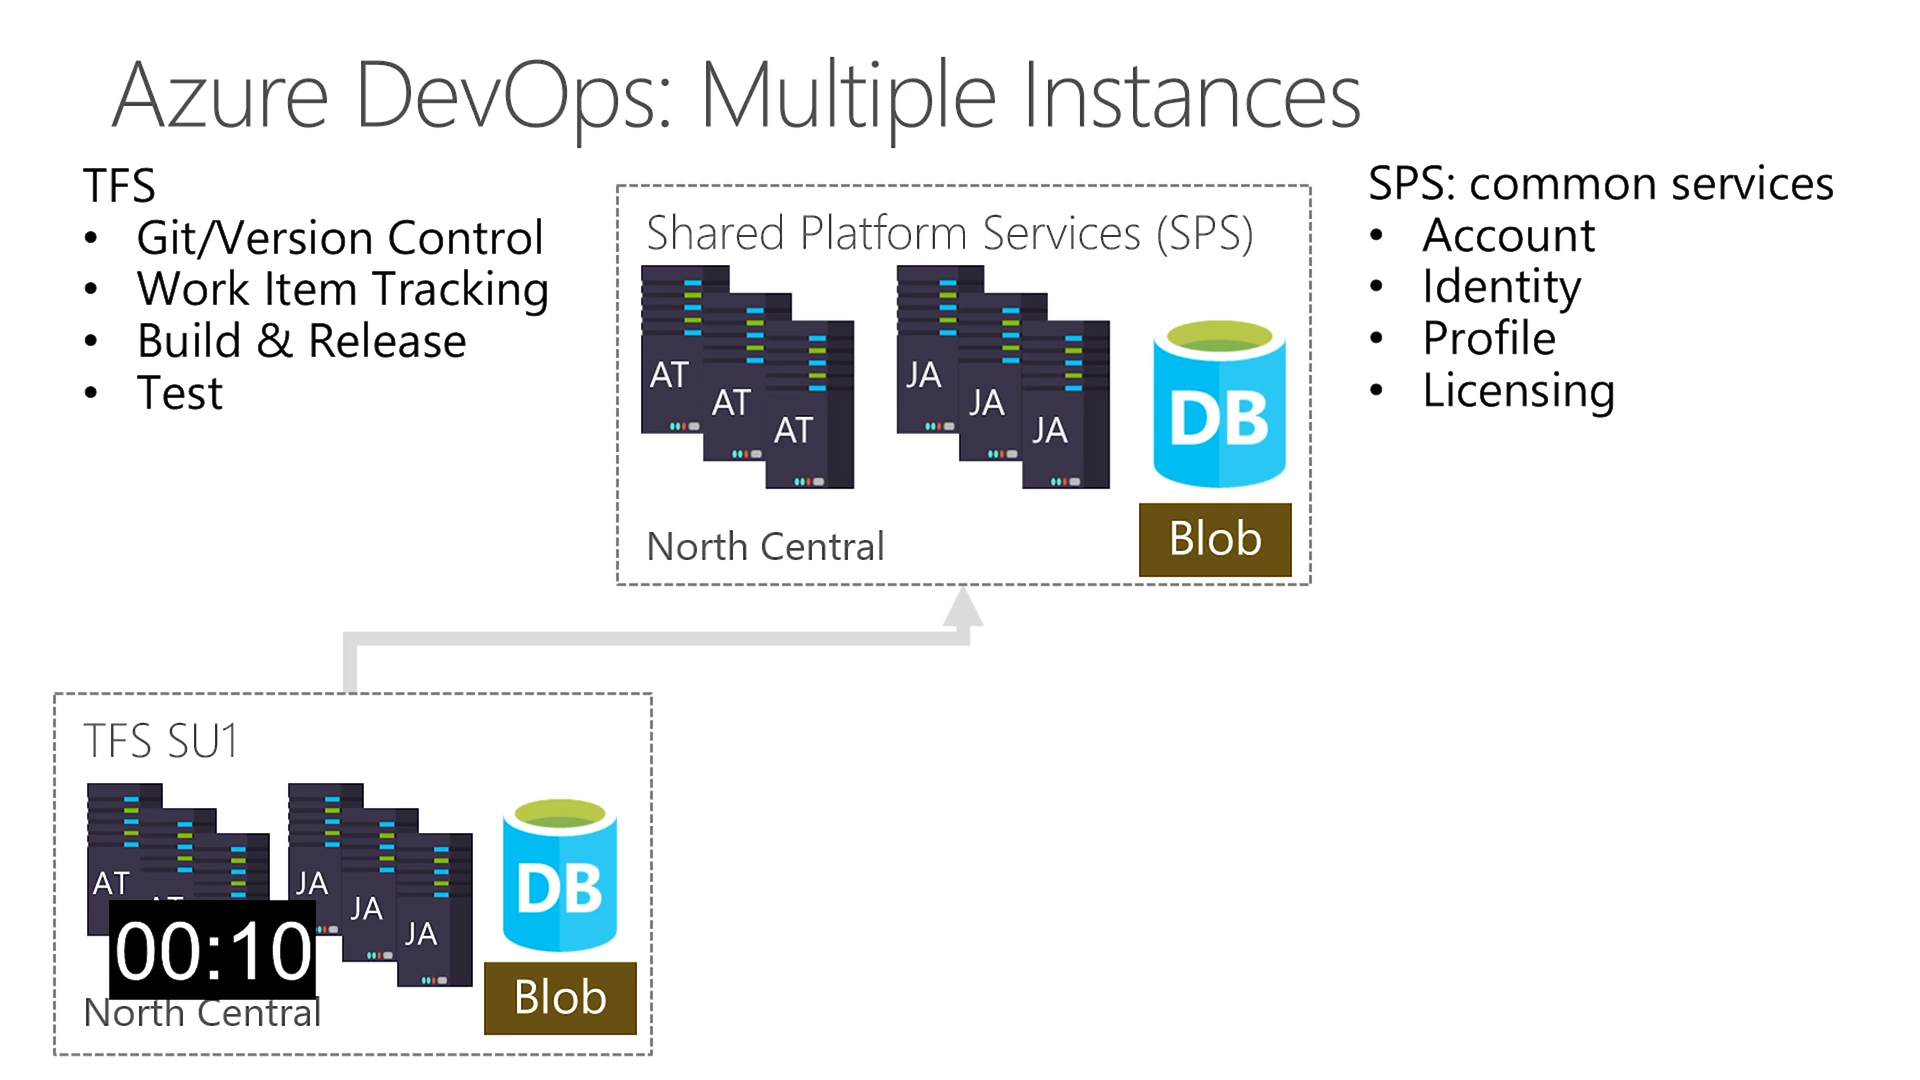 Azure DevOps: Multiple Instances
TFS
• Git/Version Control
• Work Item Tracking
• Build & Release
• Test
Shared Platform Services (SPS)
AT
AT
AT
JA
JA
JA
DB
Blob
North Central
SPS: common services
• Account
• Identity
• Profile
• Licensing
TFS SU1
AT
JA
JA
JA
DB
Blob
00:10
North Central